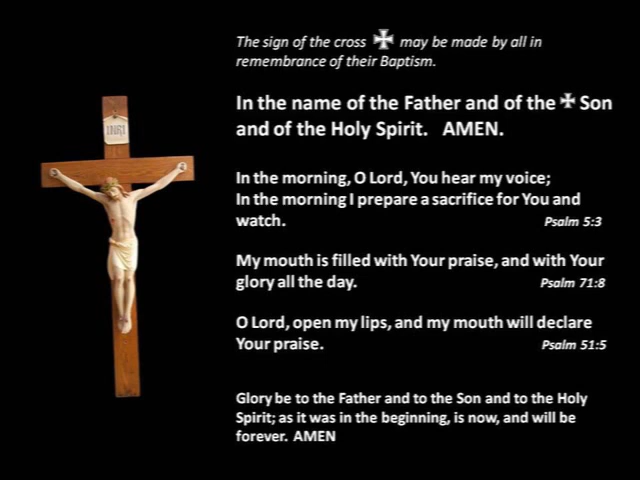 INRI
The sign of the cross ✠ may be made by all in
remembrance of their Baptism.
In the name of the Father and of the ✠ Son
and of the Holy Spirit. AMEN.
In the morning, O Lord, You hear my voice;
In the morning I prepare a sacrifice for You and
watch. Psalm 5:3
My mouth is filled with Your praise, and with Your
glory all the day. Psalm 71:8
O Lord, open my lips, and my mouth will declare
Your praise. Psalm 51:5
Glory be to the Father and to the Son and to the Holy
Spirit; as it was in the beginning, is now, and will be
forever. AMEN